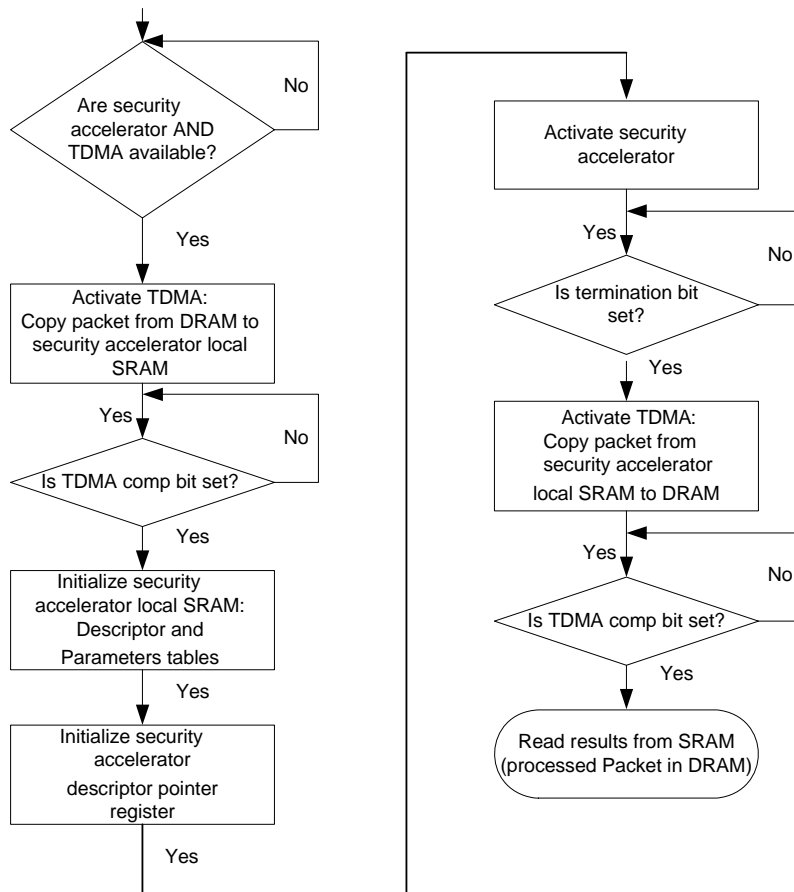 No
Are security
accelerator AND
TDMA available?
Yes
Activate TDMA:
Copy packet from DRAM to
security accelerator local
SRAM
Yes
No
Is TDMA comp bit set?
Yes
Initialize security
accelerator local SRAM:
Descriptor and
Parameters tables
Yes
Initialize security
accelerator
descriptor pointer
register
Yes
Activate security
accelerator
Yes
No
Is termination bit
set?
Yes
Activate TDMA:
Copy packet from
security accelerator
local SRAM to DRAM
Yes
No
Is TDMA comp bit set?
Yes
Read results from SRAM
(processed Packet in DRAM)